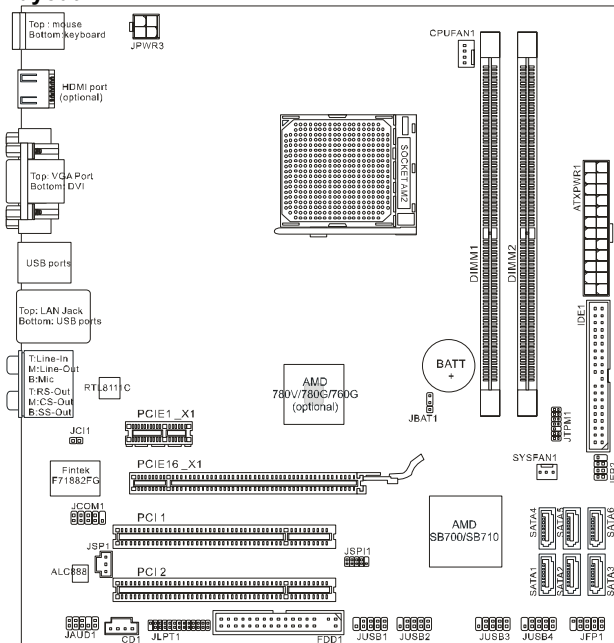 Top : mouse
Bottom:keyboard
JPWR3
CPUFAN1
HDMI port
(optional)
SOCKET AM2
Top: VGA Port
Bottom: DVI
DIMM1
DIMM2
ATXPWR1
USB ports
Top: LAN Jack
Bottom: USB ports
IDE1
T:Line-In
M:Line-Out
B:Mic
T:RS-Out
M:CS-Out
B:SS-Out
RTL8111C
AMD
780V/780G/760G
(optional)
BATT
+
JBAT1
JTPM1
PCIE1_X1
JCI1
SYSFAN1
JFP2
Fintek
F71882FG
PCIE16_X1
JCOM1
PCI 1
AMD
SB700/SB710
SATA4
SATA5
SATA6
JSP1
JSPI1
ALC888
PCI 2
SATA1
SATA2
SATA3
JAUD1
CD1
JLPT1
FDD1
JUSB1
JUSB2
JUSB3
JUSB4
JFP1